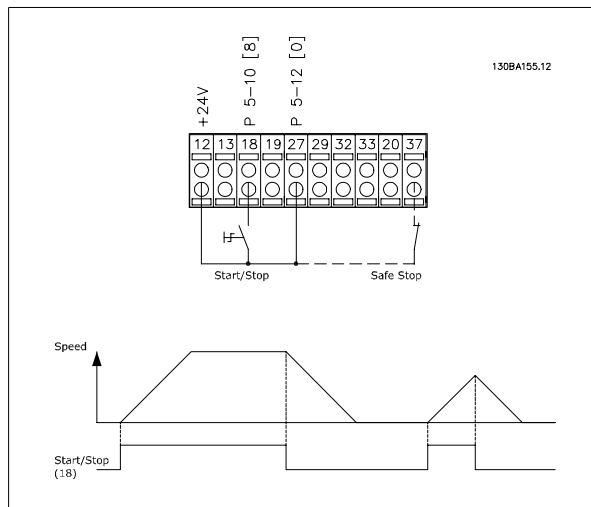 130BA155.12
+24V
P 5-10 [8]
P 5-12 [0]
12 13 18 19 27 29 32 33 20 37
Start/Stop
Safe Stop
Speed
Start/Stop
(18)